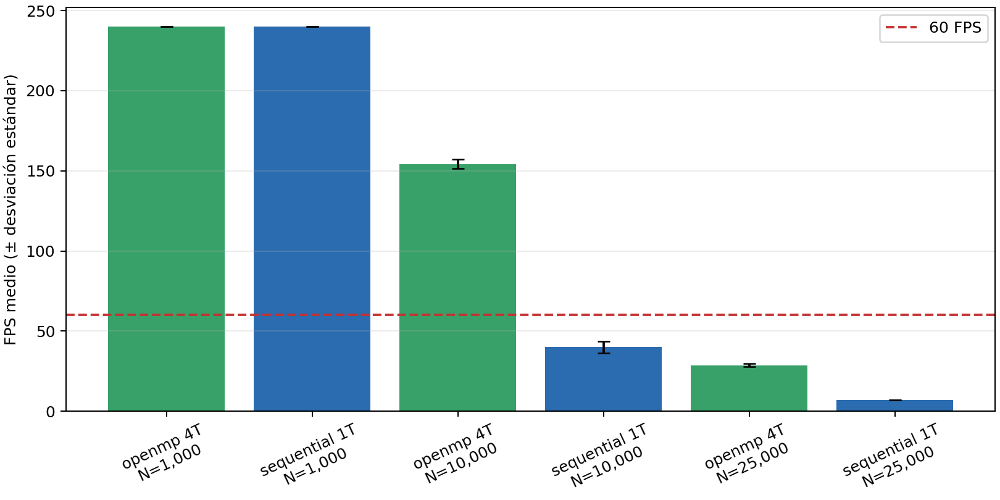 FPS medio (± desviación estándar)
250
200
150
100
50
0
60 FPS
openmp 4T
N=1,000
sequential 1T
N=1,000
openmp 4T
N=10,000
sequential 1T
N=10,000
openmp 4T
N=25,000
sequential 1T
N=25,000